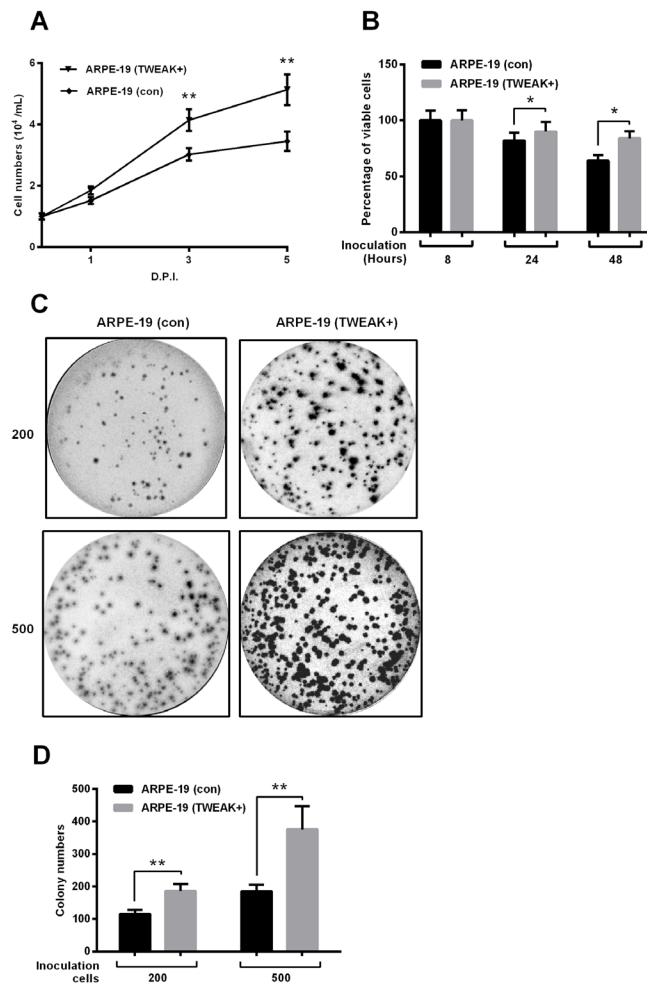 A
Cell numbers (10⁴ /mL)
6
4
2
0
ARPE-19 (TWEAK+)
ARPE-19 (con)
**
**
1
3
5
D.P.I.
B
Percentage of viable cells
150
100
50
0
ARPE-19 (con)
ARPE-19 (TWEAK+)
*
*
Inoculation
(Hours)
8
24
48
C
ARPE-19 (con)
ARPE-19 (TWEAK+)
200
500
D
Colony numbers
500
400
300
200
100
0
ARPE-19 (con)
ARPE-19 (TWEAK+)
**
**
Inoculation
cells
200
500